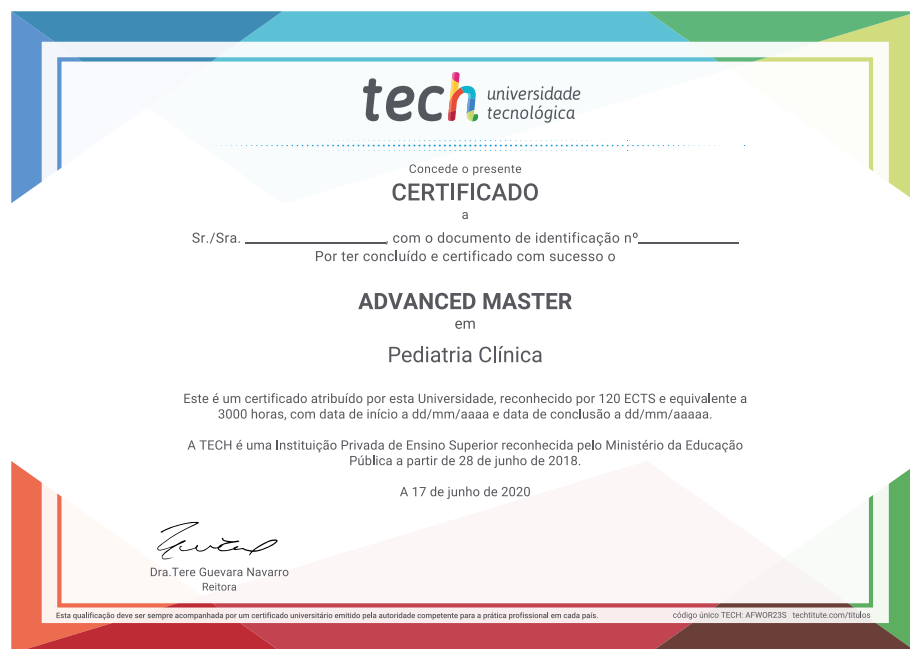 tech universidade
tecnológica
Concede o presente
CERTIFICADO
a
Sr./Sra. ____________________, com o documento de identificação nº______________
Por ter concluído e certificado com sucesso o
ADVANCED MASTER
em
Pediatria Clínica
Este é um certificado atribuído por esta Universidade, reconhecido por 120 ECTS e equivalente a
3000 horas, com data de início a dd/mm/aaaa e data de conclusão a dd/mm/aaaaa.
A TECH é uma Instituição Privada de Ensino Superior reconhecida pelo Ministério da Educação
Pública a partir de 28 de junho de 2018.
A 17 de junho de 2020
Dra.Tere Guevara Navarro
Reitora
Esta qualificação deve ser sempre acompanhada por um certificado universitário emitido pela autoridade competente para a prática profissional em cada país. código único TECH: AFWOR23S techtitute.com/titulos